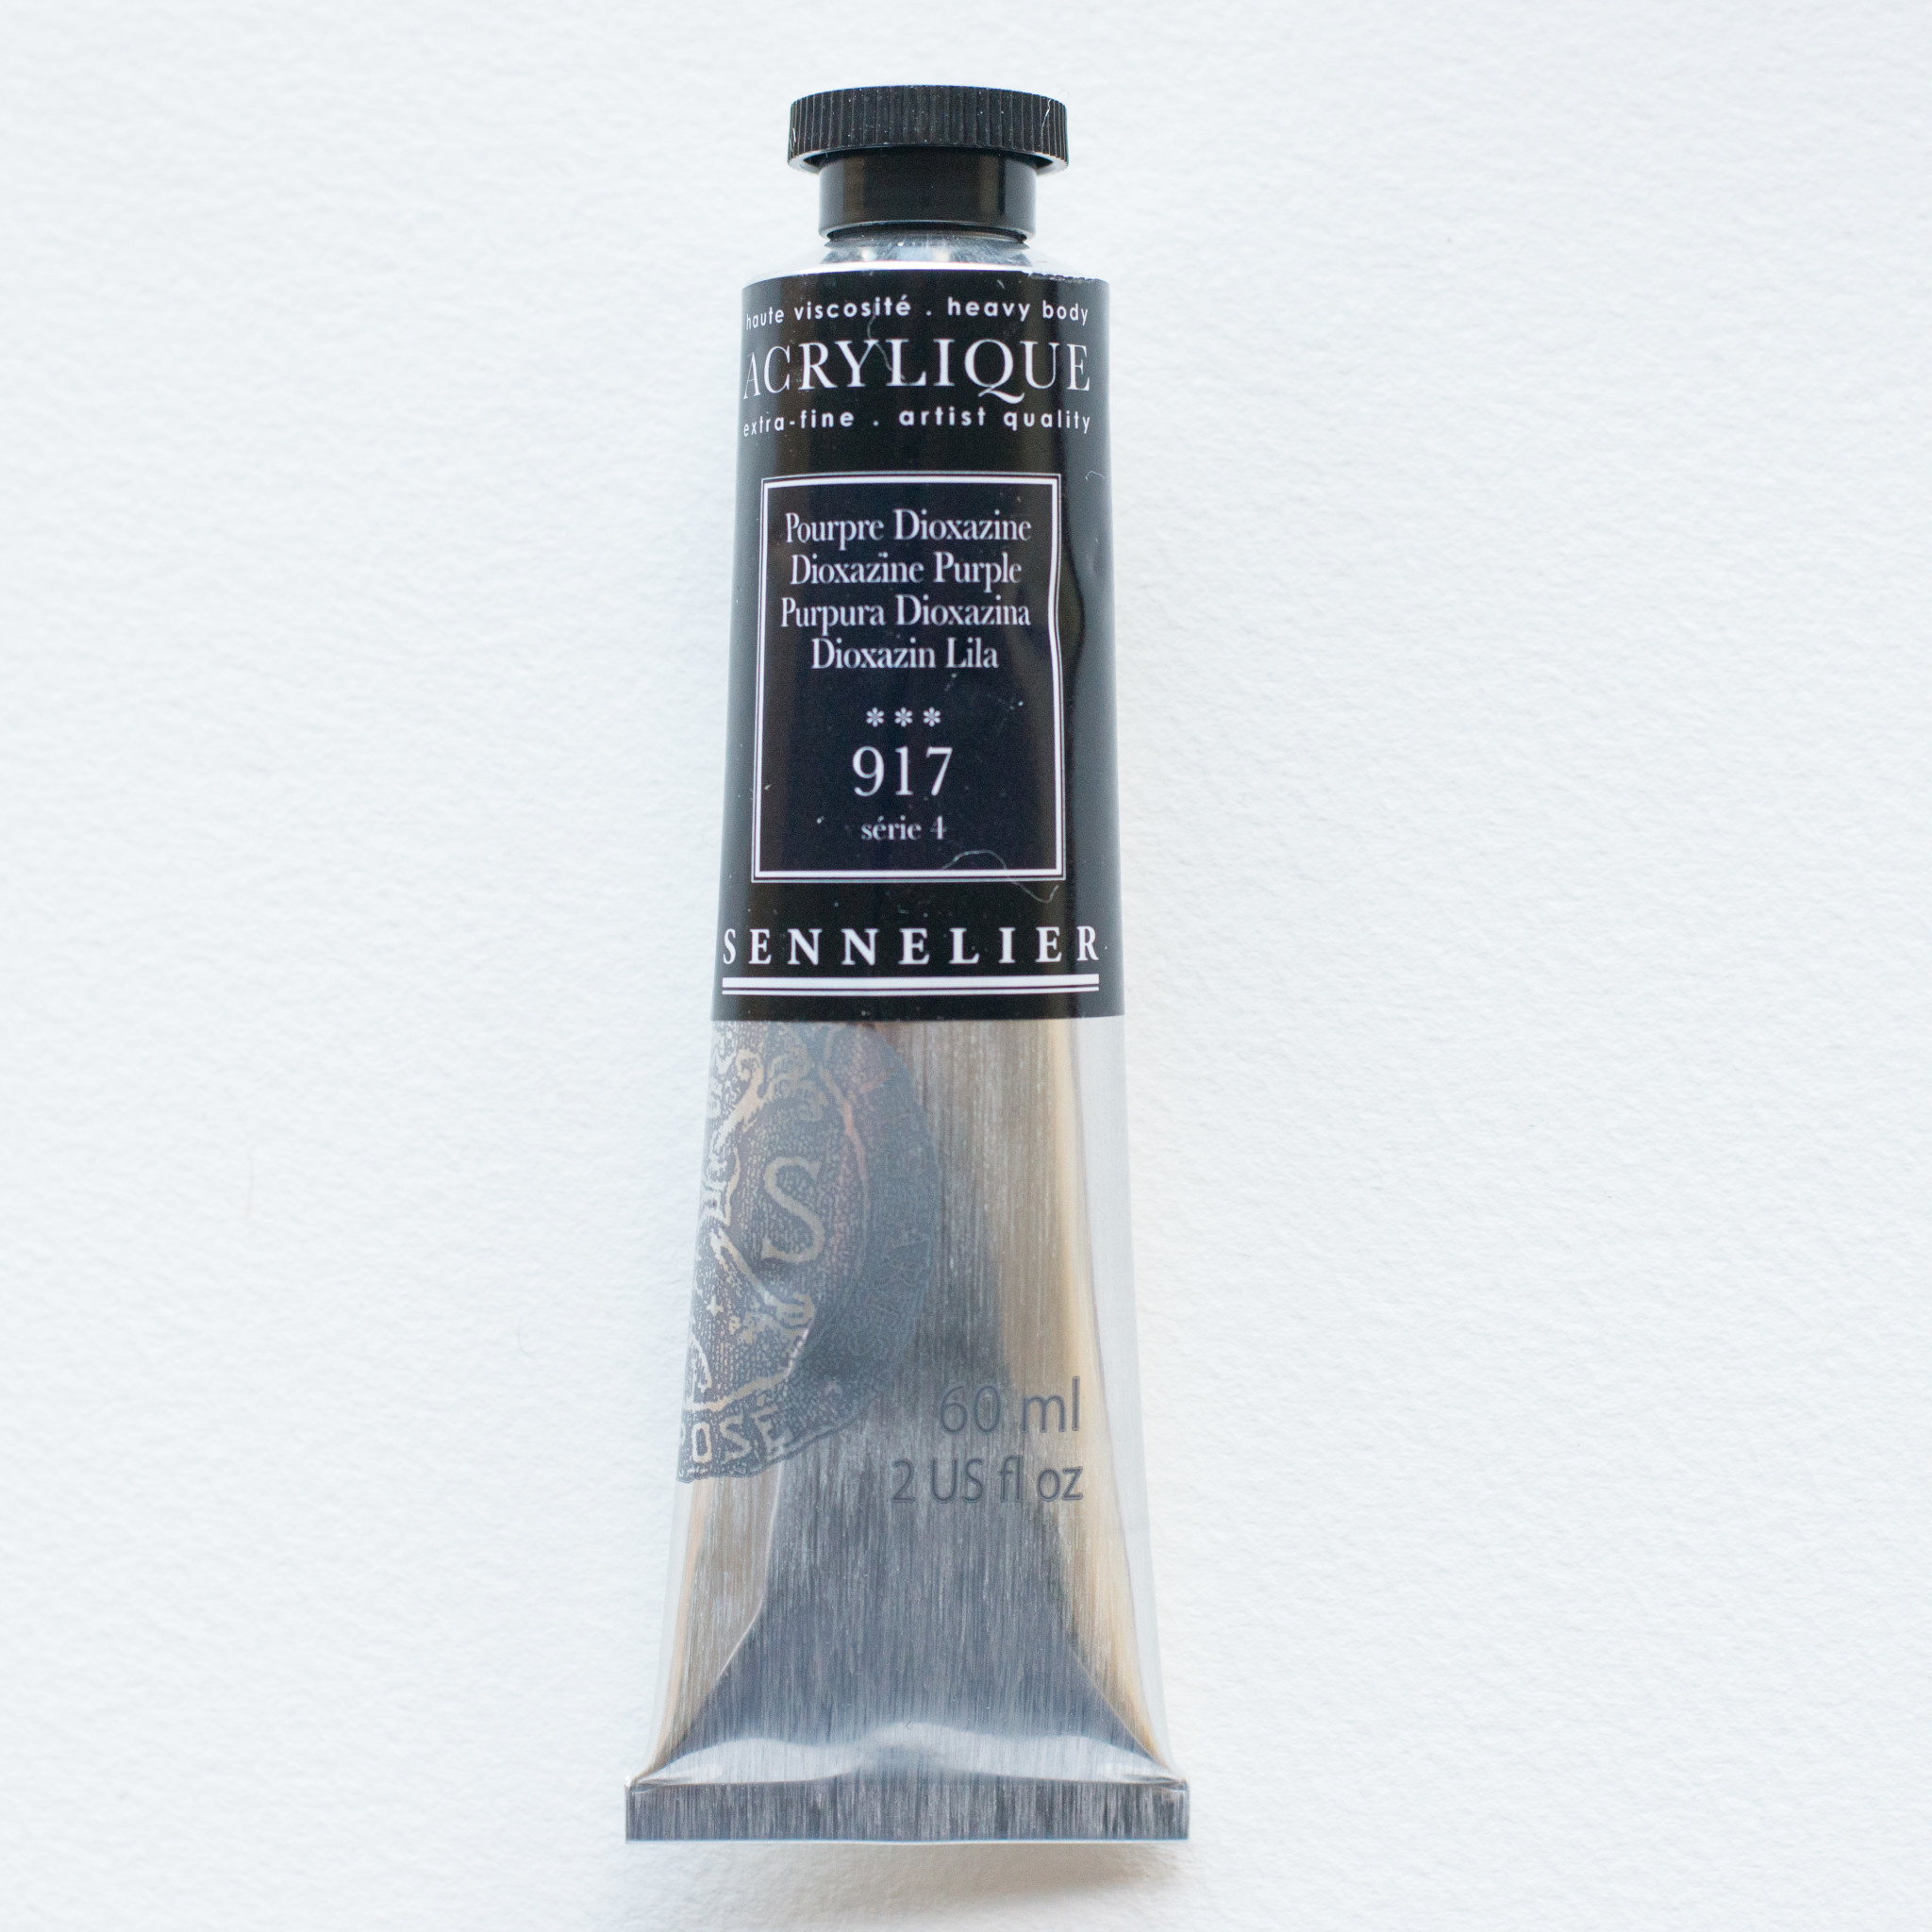 haute viscosité . heavy body
ACRYLIQUE
extra-fine . artist quality
Pourpre Dioxazine
Dioxazine Purple
Purpura Dioxazina
Dioxazin Lila
***
917
série 4
SENNELIER
S
POSÉ
60 ml
2 US fl oz